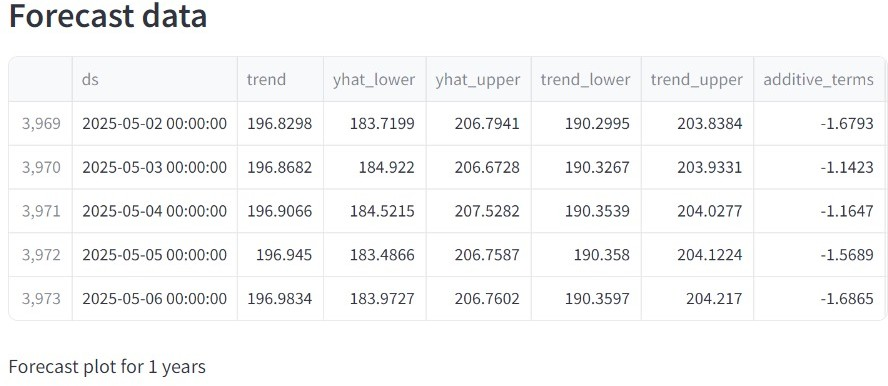 Forecast data
ds trend yhat_lower yhat_upper trend_lower trend_upper additive_terms
3,969 2025-05-02 00:00:00 196.8298 183.7199 206.7941 190.2995 203.8384 -1.6793
3,970 2025-05-03 00:00:00 196.8682 184.922 206.6728 190.3267 203.9331 -1.1423
3,971 2025-05-04 00:00:00 196.9066 184.5215 207.5282 190.3539 204.0277 -1.1647
3,972 2025-05-05 00:00:00 196.945 183.4866 206.7587 190.358 204.1224 -1.5689
3,973 2025-05-06 00:00:00 196.9834 183.9727 206.7602 190.3597 204.217 -1.6865
Forecast plot for 1 years